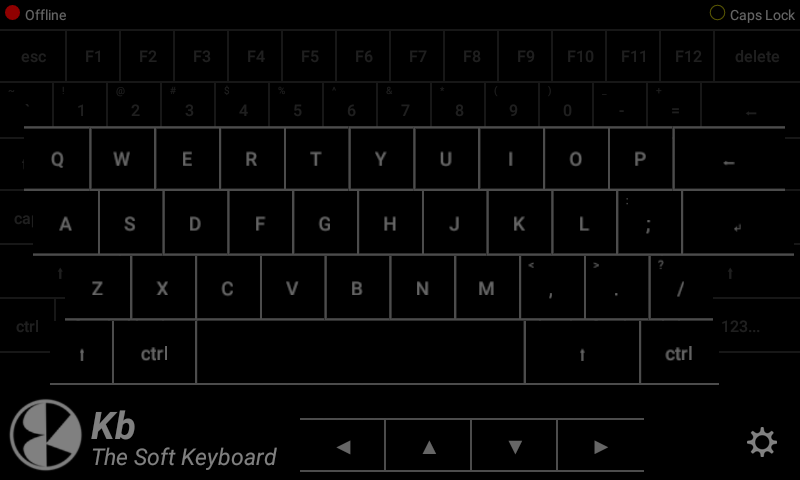 Offline Caps Lock
esc F1 F2 F3 F4 F5 F6 F7 F8 F9 F10 F11 F12 delete
~ ! @ # $ % & * ( ) _ +
` 1 2 3 4 5 6 7 8 9 0 - = ←
Q W E R T Y U I O P ←
A S D F G H J K L : ; ↵
Z X C V B N M < , > . ? /
ctrl 123...
ctrl ctrl
Kb
The Soft Keyboard ◀ ▲ ▼ ▶